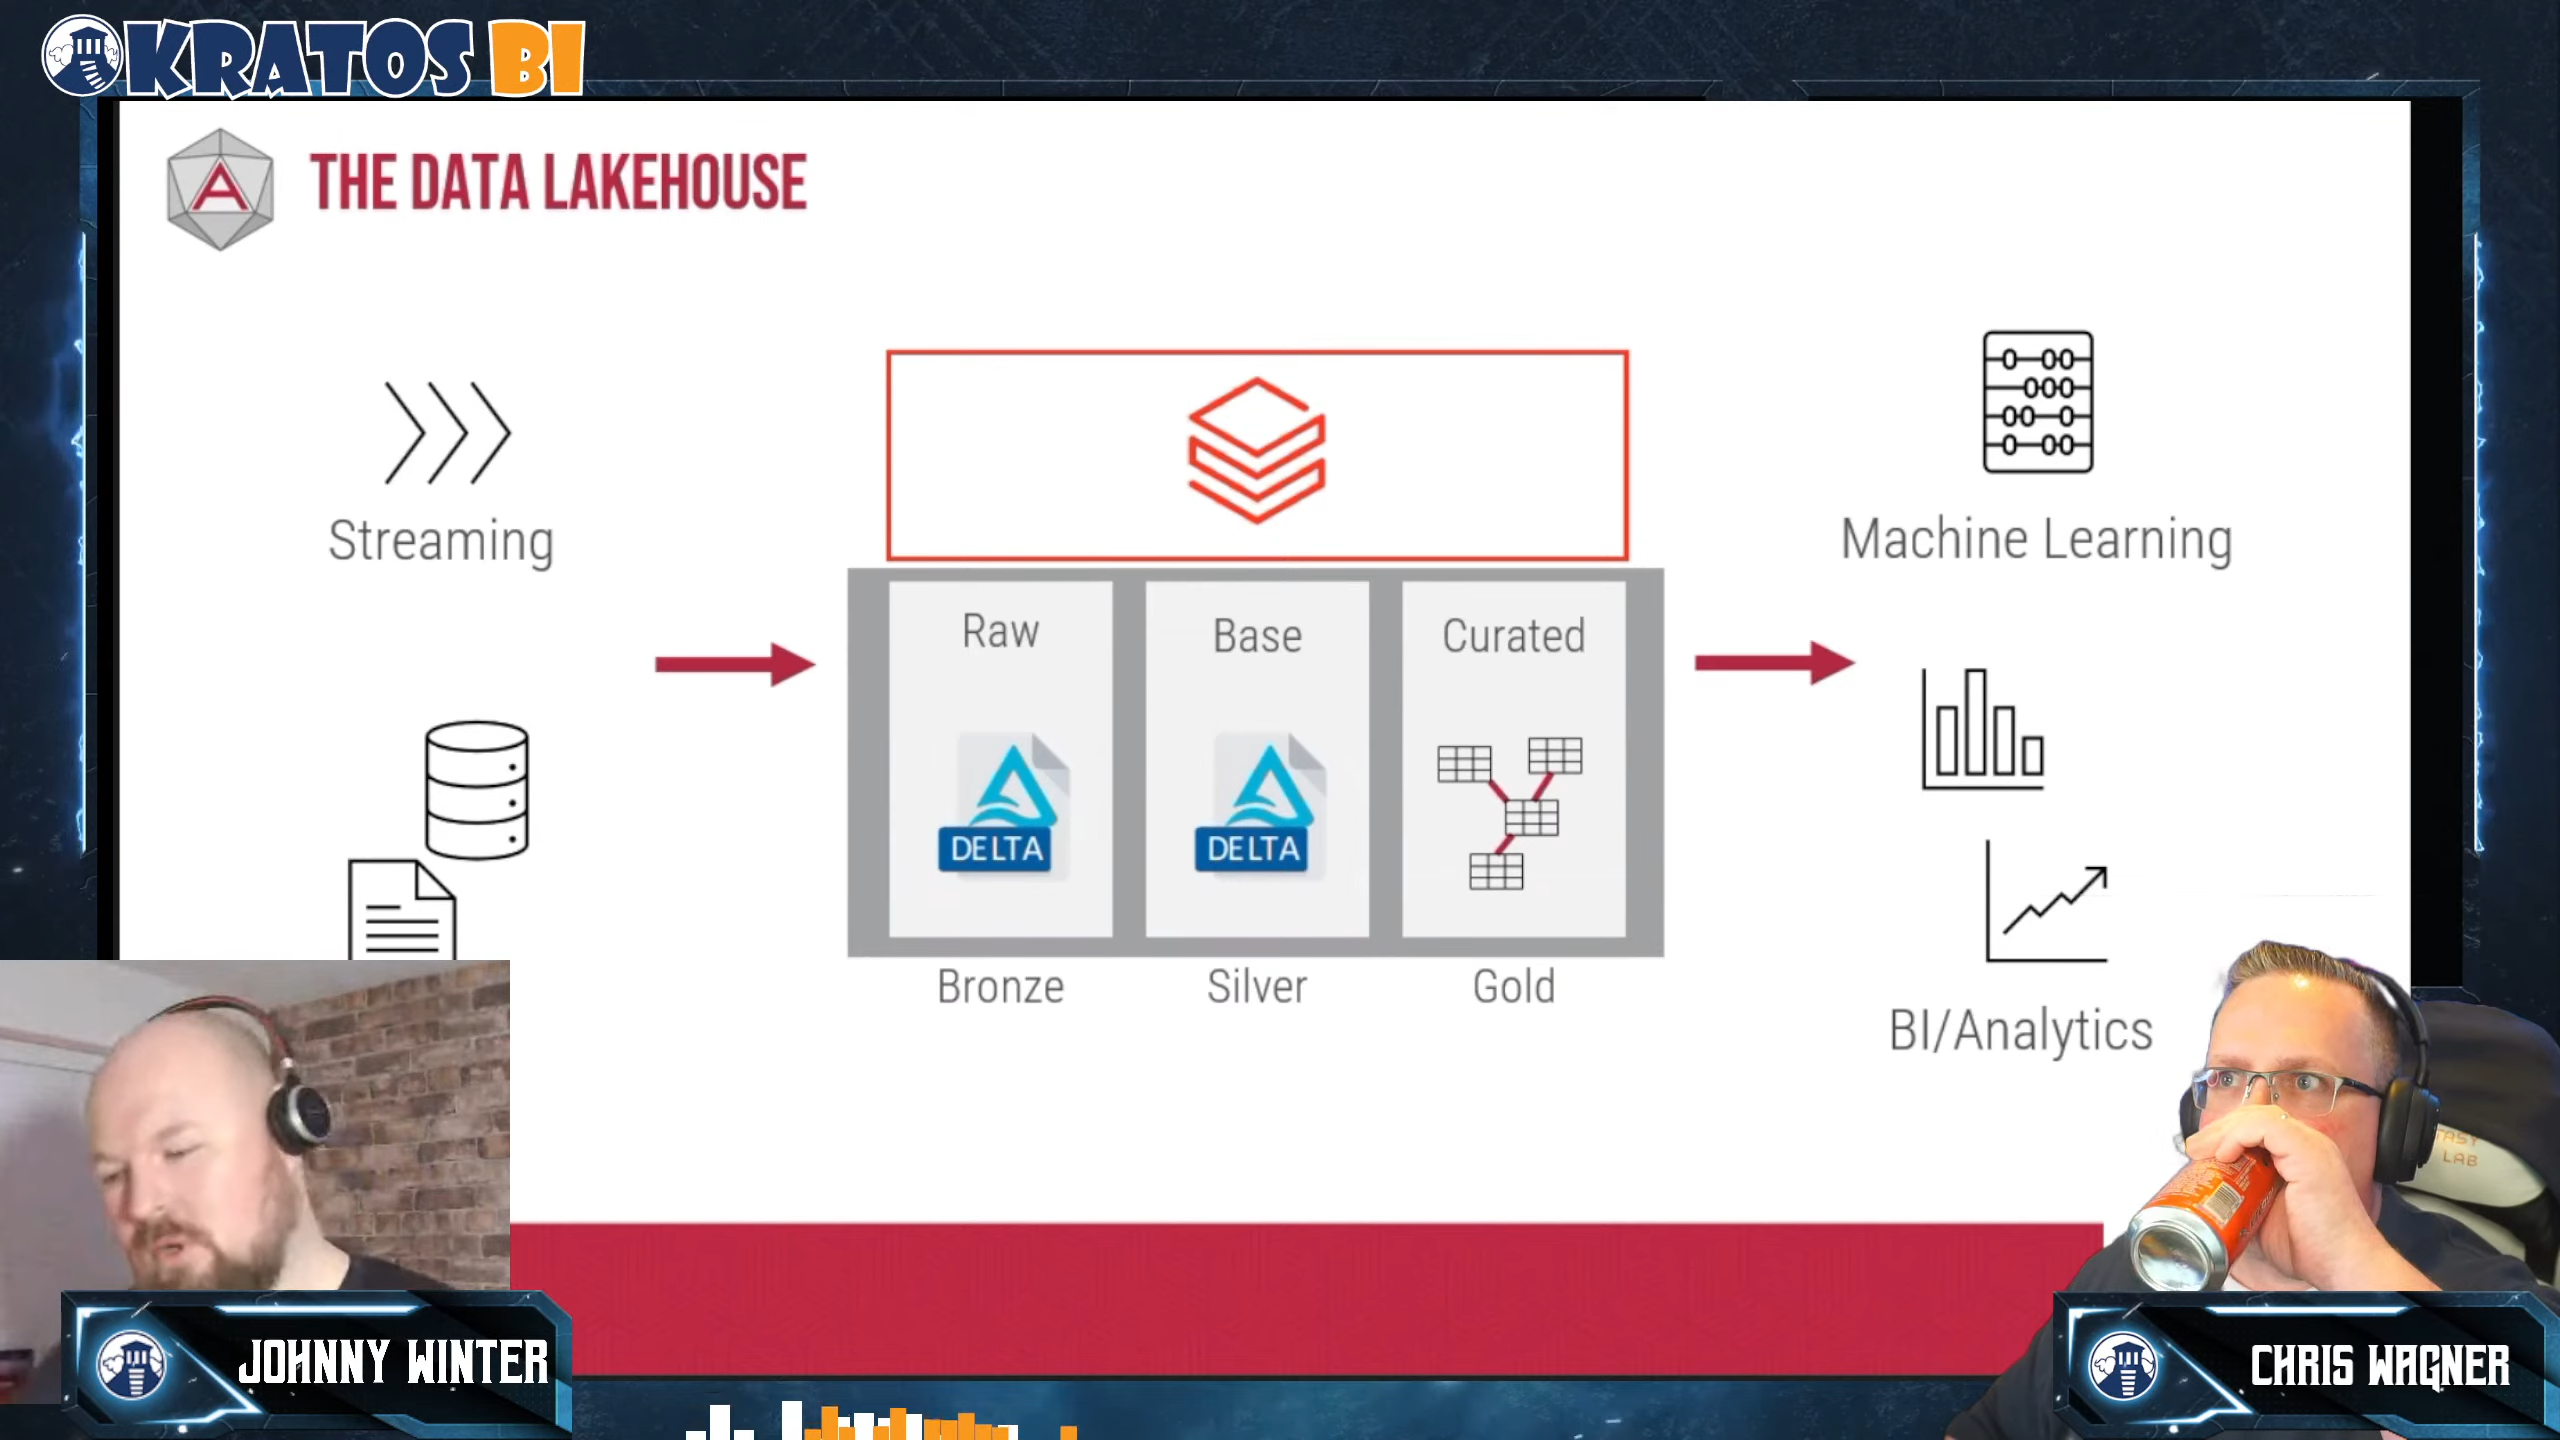 KRATOS BI
A
THE DATA LAKEHOUSE
Streaming
Machine Learning
Raw
Base
Curated
DELTA
DELTA
Bronze
Silver
Gold
BI/Analytics
LAB
JOHNNY WINTER
CHRIS WAGNER